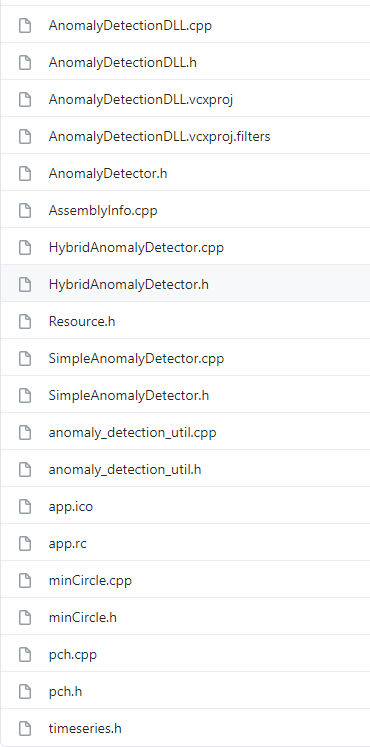 AnomalyDetectionDLL.cpp
AnomalyDetectionDLL.h
AnomalyDetectionDLL.vcxproj
AnomalyDetectionDLL.vcxproj.filters
AnomalyDetector.h
AssemblyInfo.cpp
HybridAnomalyDetector.cpp
HybridAnomalyDetector.h
Resource.h
SimpleAnomalyDetector.cpp
SimpleAnomalyDetector.h
anomaly_detection_util.cpp
anomaly_detection_util.h
app.ico
app.rc
minCircle.cpp
minCircle.h
pch.cpp
pch.h
timeseries.h